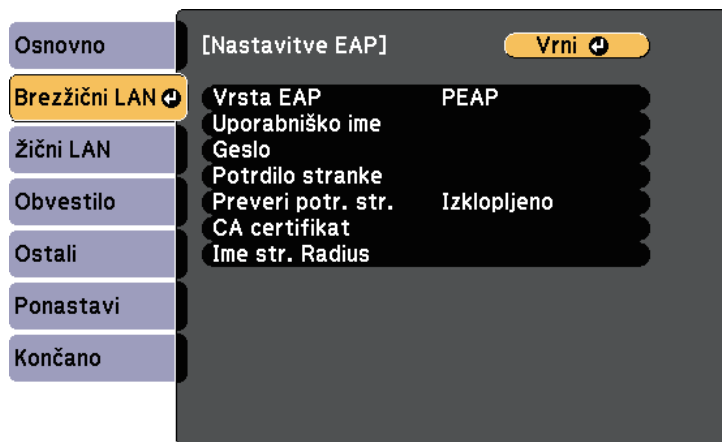 Osnovno
Brezžični LAN
Žični LAN
Obvestilo
Ostali
Ponastavi
Končano
[Nastavitve EAP] Vrni
Vrsta EAP PEAP
Uporabniško ime
Geslo
Potrdilo stranke
Preveri potr. str. Izklopljeno
CA certifikat
Ime str. Radius